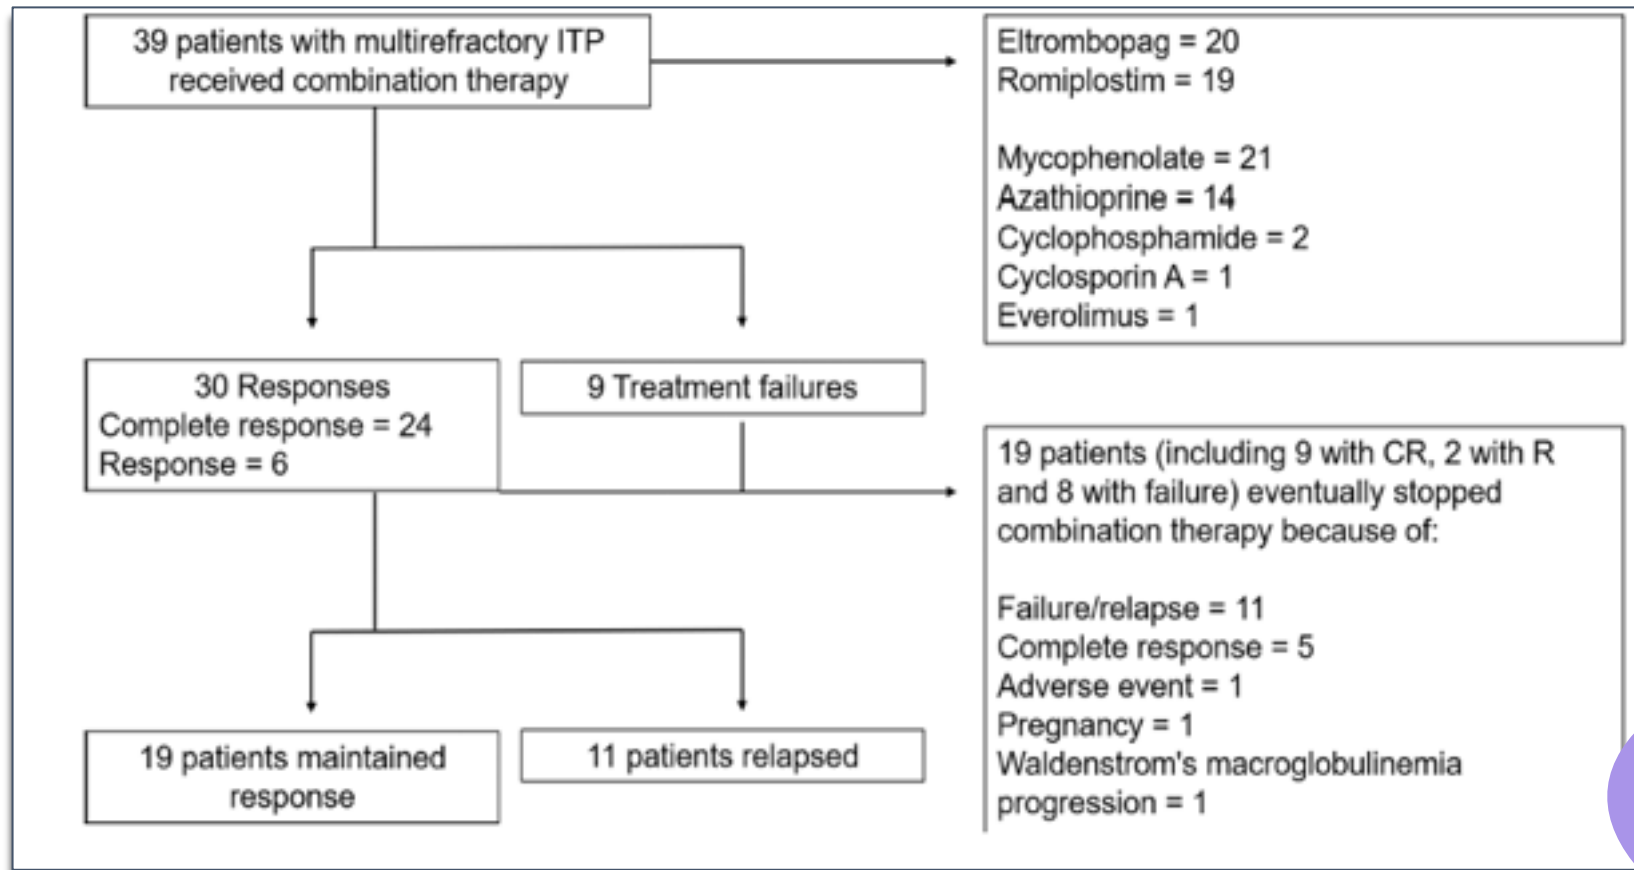 39 patients with multirefractory ITP
received combination therapy
Eltrombopag = 20
Romiplostim = 19
Mycophenolate = 21
Azathioprine = 14
Cyclophosphamide = 2
Cyclosporin A = 1
Everolimus = 1
30 Responses
Complete response = 24
Response = 6
9 Treatment failures
19 patients (including 9 with CR, 2 with R
and 8 with failure) eventually stopped
combination therapy because of:
Failure/relapse = 11
Complete response = 5
Adverse event = 1
Pregnancy = 1
Waldenstrom's macroglobulinemia
progression = 1
19 patients maintained
response
11 patients relapsed